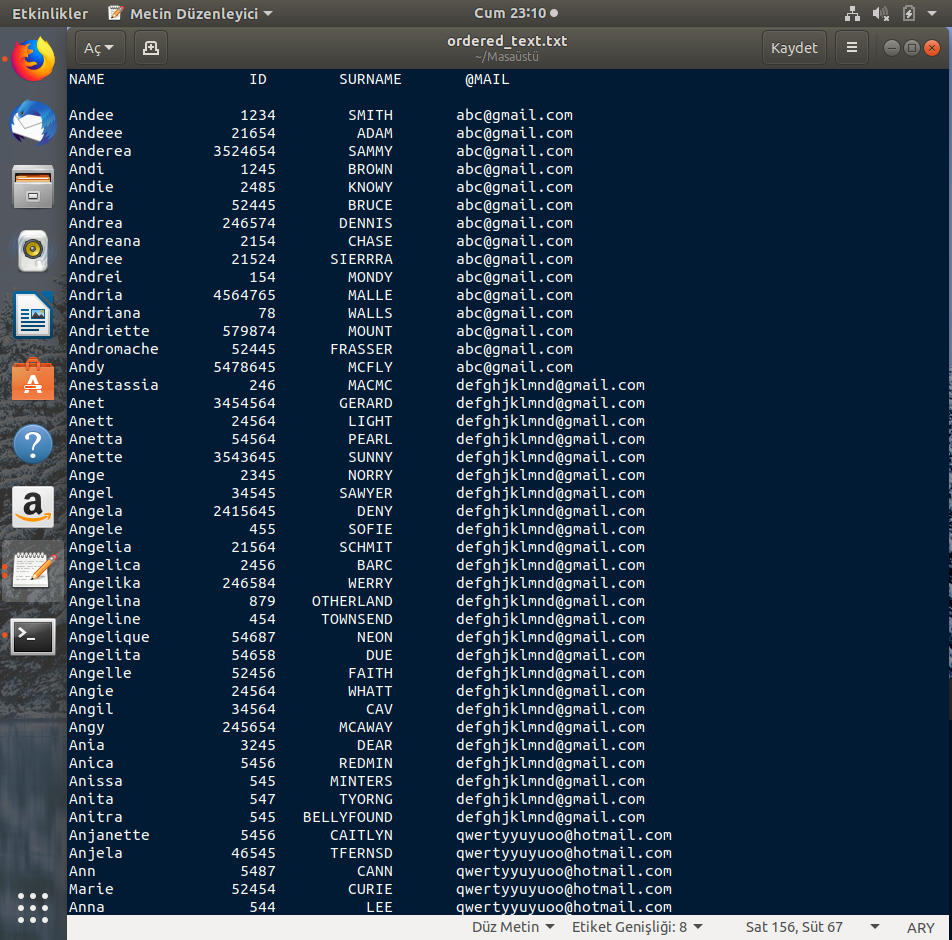 Etkinlikler Metin Düzenleyici Cum 23:10
Aç ordered_text.txt Kaydet
~/Masaüstü
NAME ID SURNAME @MAIL
Andee 1234 SMITH abc@gmail.com
Andeee 21654 ADAM abc@gmail.com
Anderea 3524654 SAMMY abc@gmail.com
Andi 1245 BROWN abc@gmail.com
Andie 2485 KNOWY abc@gmail.com
Andra 52445 BRUCE abc@gmail.com
Andrea 246574 DENNIS abc@gmail.com
Andreana 2154 CHASE abc@gmail.com
Andree 21524 SIERRRA abc@gmail.com
Andrei 154 MONDY abc@gmail.com
Andria 4564765 MALLE abc@gmail.com
Andriana 78 WALLS abc@gmail.com
Andriette 579874 MOUNT abc@gmail.com
Andromache 52445 FRASSER abc@gmail.com
Andy 5478645 MCFLY abc@gmail.com
Anestassia 246 MACMC defghjklmnd@gmail.com
Anet 3454564 GERARD defghjklmnd@gmail.com
Anett 24564 LIGHT defghjklmnd@gmail.com
Anetta 54564 PEARL defghjklmnd@gmail.com
Anette 3543645 SUNNY defghjklmnd@gmail.com
Ange 2345 NORRY defghjklmnd@gmail.com
Angel 34545 SAWYER defghjklmnd@gmail.com
Angela 2415645 DENY defghjklmnd@gmail.com
Angele 455 SOFIE defghjklmnd@gmail.com
Angelia 21564 SCHMIT defghjklmnd@gmail.com
Angelica 2456 BARC defghjklmnd@gmail.com
Angelika 246584 WERRY defghjklmnd@gmail.com
Angelina 879 OTHERLAND defghjklmnd@gmail.com
Angeline 454 TOWNSEND defghjklmnd@gmail.com
Angelique 54687 NEON defghjklmnd@gmail.com
Angelita 54658 DUE defghjklmnd@gmail.com
Angelle 52456 FAITH defghjklmnd@gmail.com
Angie 24564 WHATT defghjklmnd@gmail.com
Angil 34564 CAV defghjklmnd@gmail.com
Angy 245654 MCAWAY defghjklmnd@gmail.com
Ania 3245 DEAR defghjklmnd@gmail.com
Anica 5456 REDMIN defghjklmnd@gmail.com
Anissa 545 MINTERS defghjklmnd@gmail.com
Anita 547 TYORNG defghjklmnd@gmail.com
Anitra 545 BELLYFOUND defghjklmnd@gmail.com
Anjanette 5456 CAITLYN qwertyyuyuoo@hotmail.com
Anjela 46545 TFERNSD qwertyyuyuoo@hotmail.com
Ann 5487 CANN qwertyyuyuoo@hotmail.com
Marie 52454 CURIE qwertyyuyuoo@hotmail.com
Anna 544 LEE qwertyyuyuoo@hotmail.com
Düz Metin Etiket Genişliği: 8 Sat 156, Süt 67 ARY